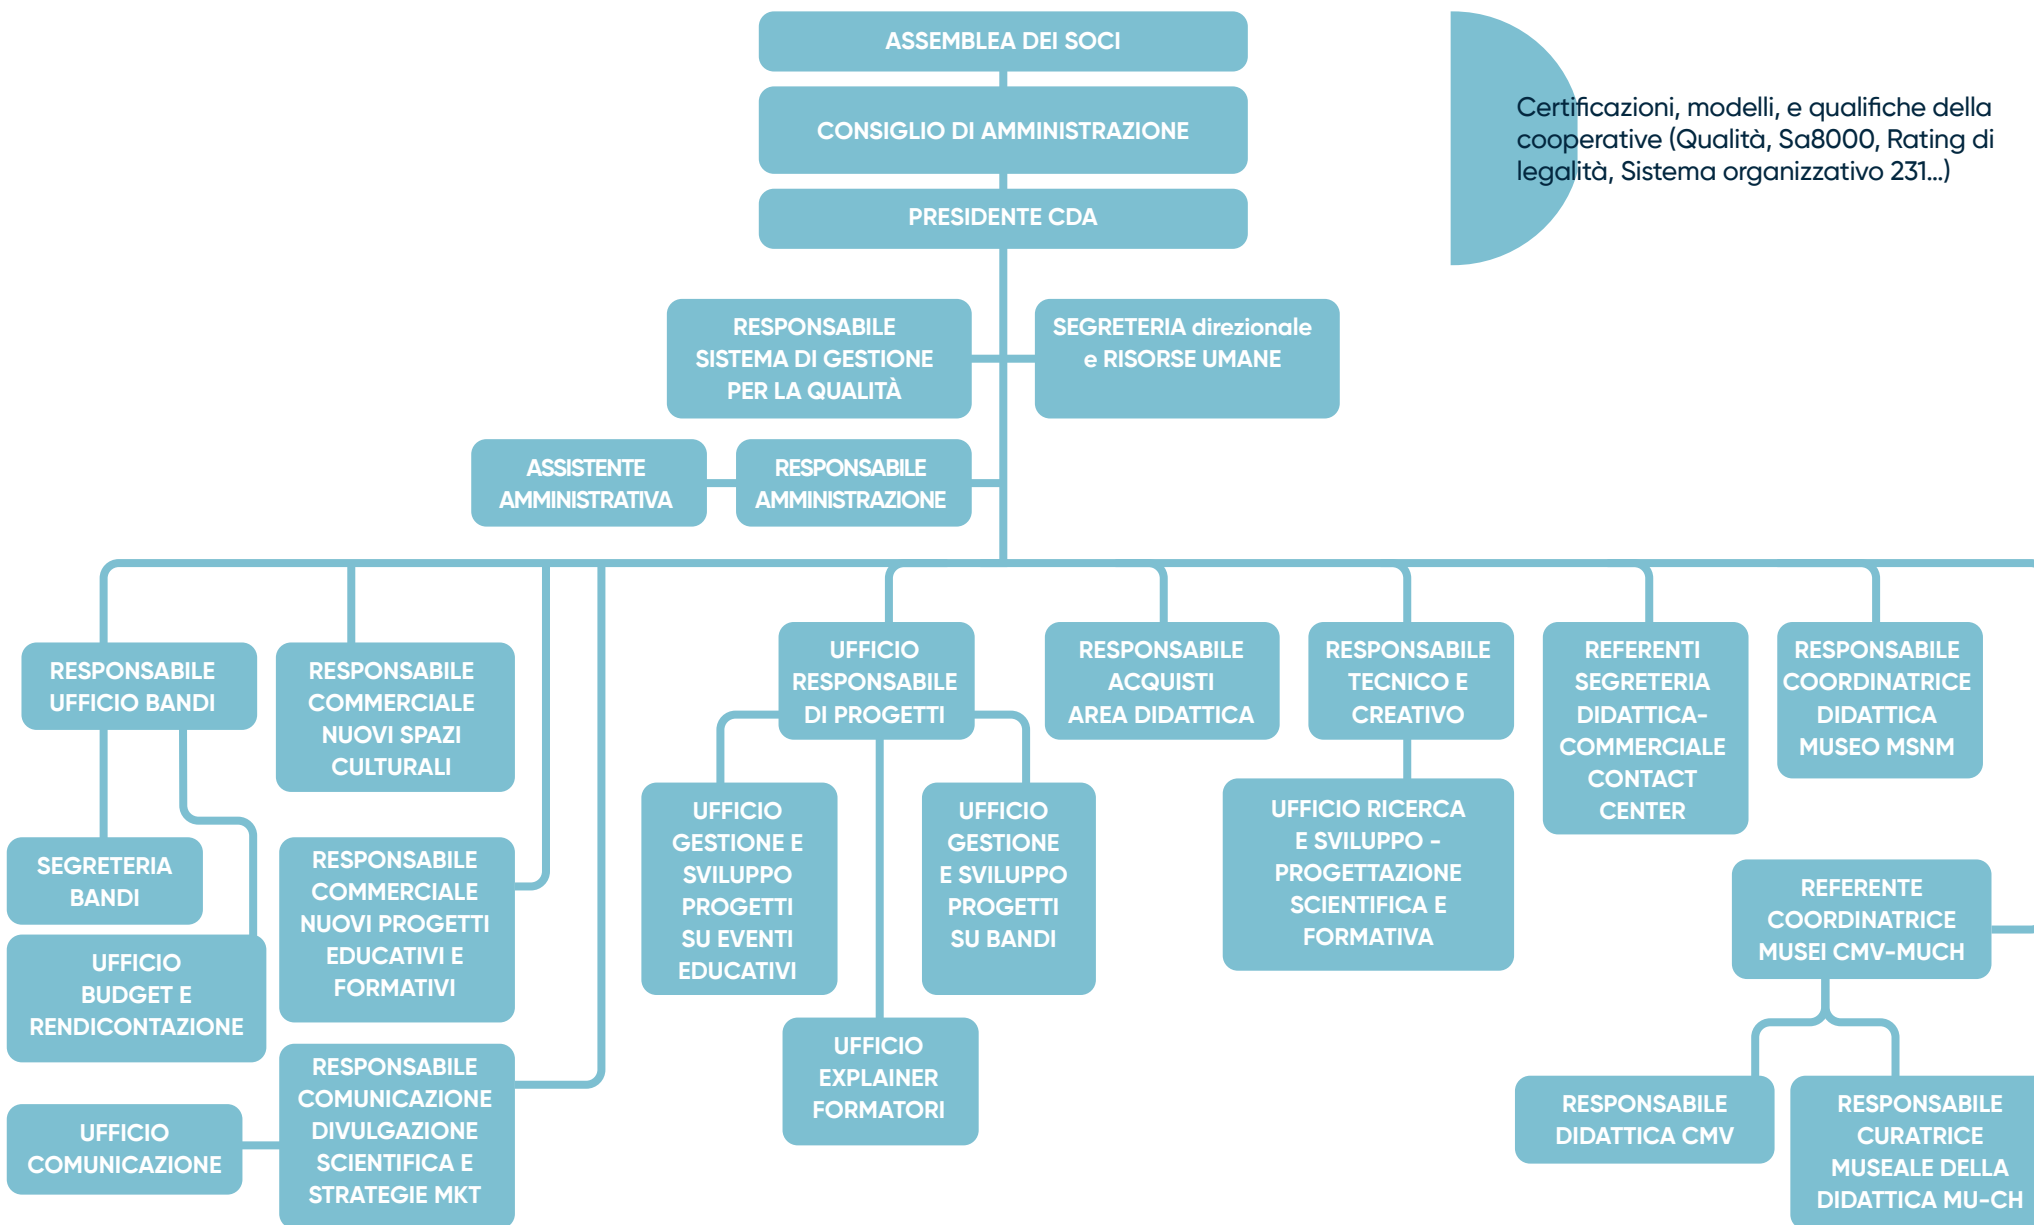 ASSEMBLEA DEI SOCI
CONSIGLIO DI AMMINISTRAZIONE
PRESIDENTE CDA
Certificazioni, modelli, e qualifiche della
cooperative (Qualità, Sa8000, Rating di
legalità, Sistema organizzativo 231...)
RESPONSABILE
SISTEMA DI GESTIONE
PER LA QUALITÀ
SEGRETERIA direzionale
e RISORSE UMANE
ASSISTENTE
AMMINISTRATIVA
RESPONSABILE
AMMINISTRAZIONE
RESPONSABILE
UFFICIO BANDI
RESPONSABILE
COMMERCIALE
NUOVI SPAZI
CULTURALI
UFFICIO
RESPONSABILE
DI PROGETTI
RESPONSABILE
ACQUISTI
AREA DIDATTICA
RESPONSABILE
TECNICO E
CREATIVO
REFERENTI
SEGRETERIA
DIDATTICA-
COMMERCIALE
CONTACT
CENTER
RESPONSABILE
COORDINATRICE
DIDATTICA
MUSEO MSNM
SEGRETERIA
BANDI
RESPONSABILE
COMMERCIALE
NUOVI PROGETTI
EDUCATIVI E
FORMATIVI
UFFICIO
GESTIONE E
SVILUPPO
PROGETTI
SU EVENTI
EDUCATIVI
UFFICIO
GESTIONE
E SVILUPPO
PROGETTI
SU BANDI
UFFICIO RICERCA
E SVILUPPO -
PROGETTAZIONE
SCIENTIFICA E
FORMATIVA
REFERENTE
COORDINATRICE
MUSEI CMV-MUCH
UFFICIO
BUDGET E
RENDICONTAZIONE
UFFICIO
EXPLAINER
FORMATORI
RESPONSABILE
COMUNICAZIONE
DIVULGAZIONE
SCIENTIFICA E
STRATEGIE MKT
UFFICIO
COMUNICAZIONE
RESPONSABILE
DIDATTICA CMV
RESPONSABILE
CURATRICE
MUSEALE DELLA
DIDATTICA MU-CH